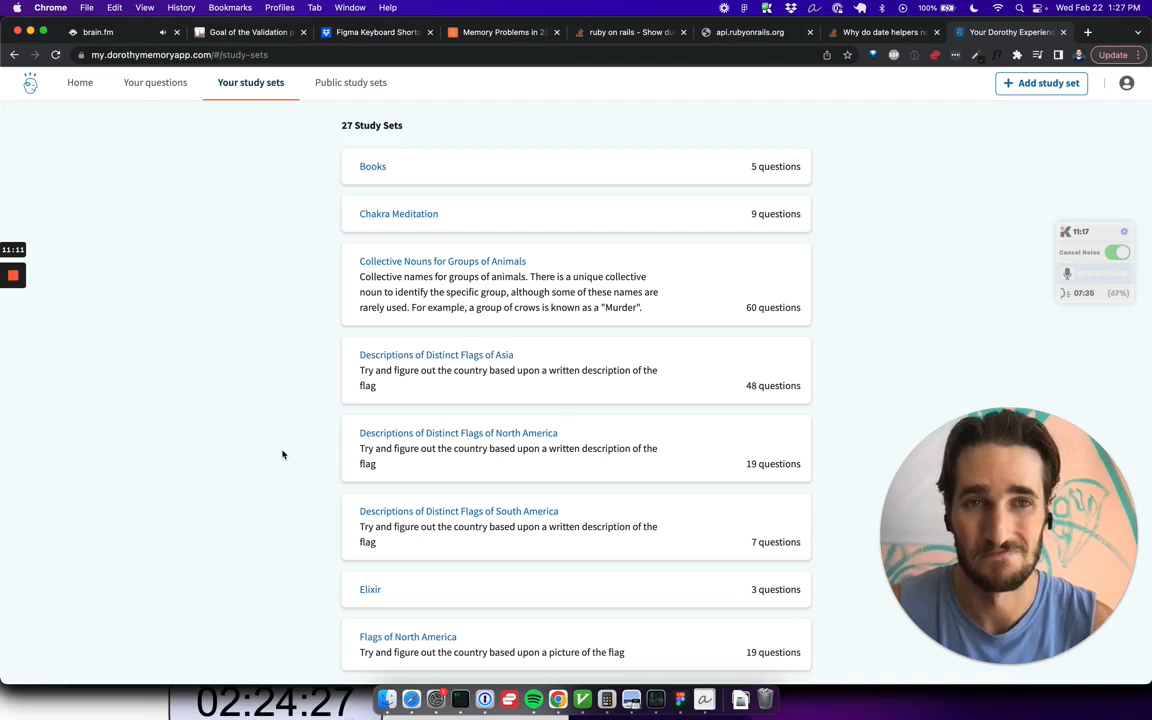 Chrome File Edit View History Bookmarks Profiles Tab Window Help
100% Wed Feb 22 1:27 PM
brain.fm
Goal of the Validation p
Figma Keyboard Shortc
Memory Problems in 20
ruby on rails - Show du
api.rubyonrails.org
Why do date helpers n
Your Dorothy Experienc
my.dorothymemoryapp.com/#/study-sets
Update
Home Your questions Your study sets Public study sets
Add study set
27 Study Sets
Books
5 questions
Chakra Meditation
9 questions
Collective Nouns for Groups of Animals
Collective names for groups of animals. There is a unique collective
noun to identify the specific group, although some of these names are
rarely used. For example, a group of crows is known as a "Murder".
60 questions
Descriptions of Distinct Flags of Asia
Try and figure out the country based upon a written description of the
flag
48 questions
Descriptions of Distinct Flags of North America
Try and figure out the country based upon a written description of the
flag
19 questions
Descriptions of Distinct Flags of South America
Try and figure out the country based upon a written description of the
flag
7 questions
Elixir
3 questions
Flags of North America
Try and figure out the country based upon a picture of the flag
19 questions
11:11
11:17
Cancel Noise
07:35 (67%)
02:24:27